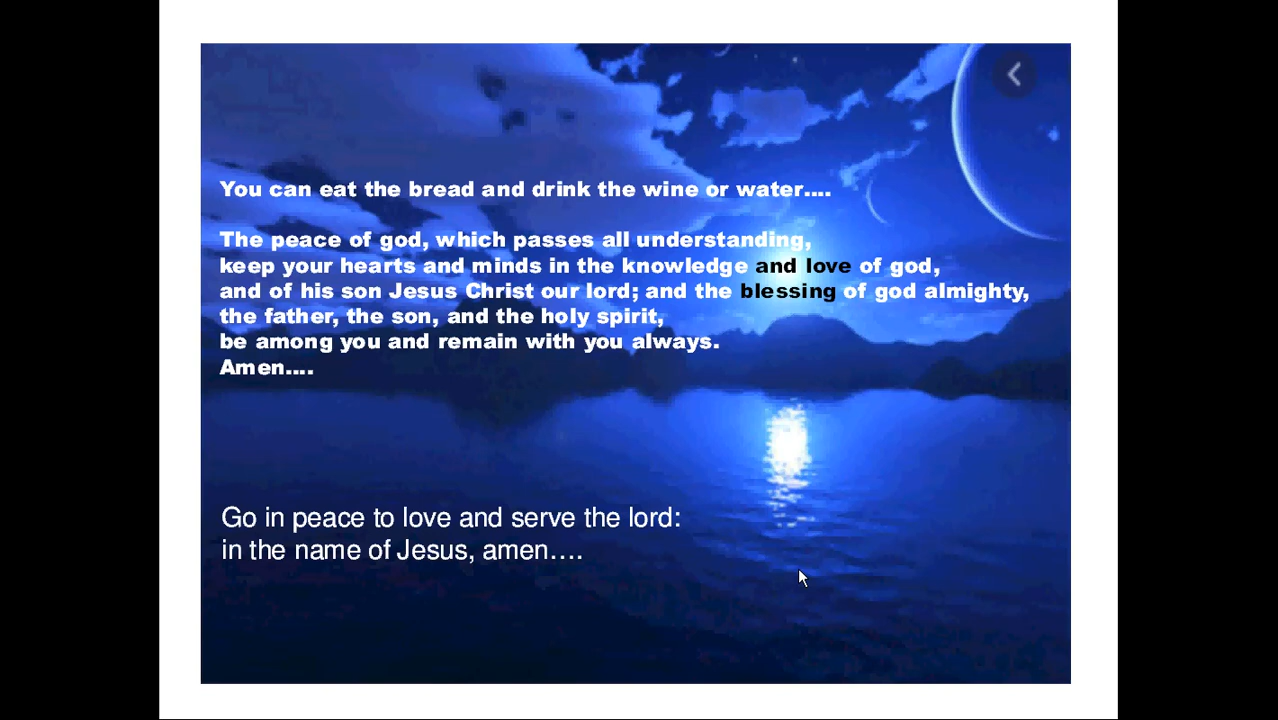 You can eat the bread and drink the wine or water....
The peace of god, which passes all understanding,
keep your hearts and minds in the knowledge and love of god,
and of his son Jesus Christ our lord; and the blessing of god almighty,
the father, the son, and the holy spirit,
be among you and remain with you always.
Amen....
Go in peace to love and serve the lord:
in the name of Jesus, amen....